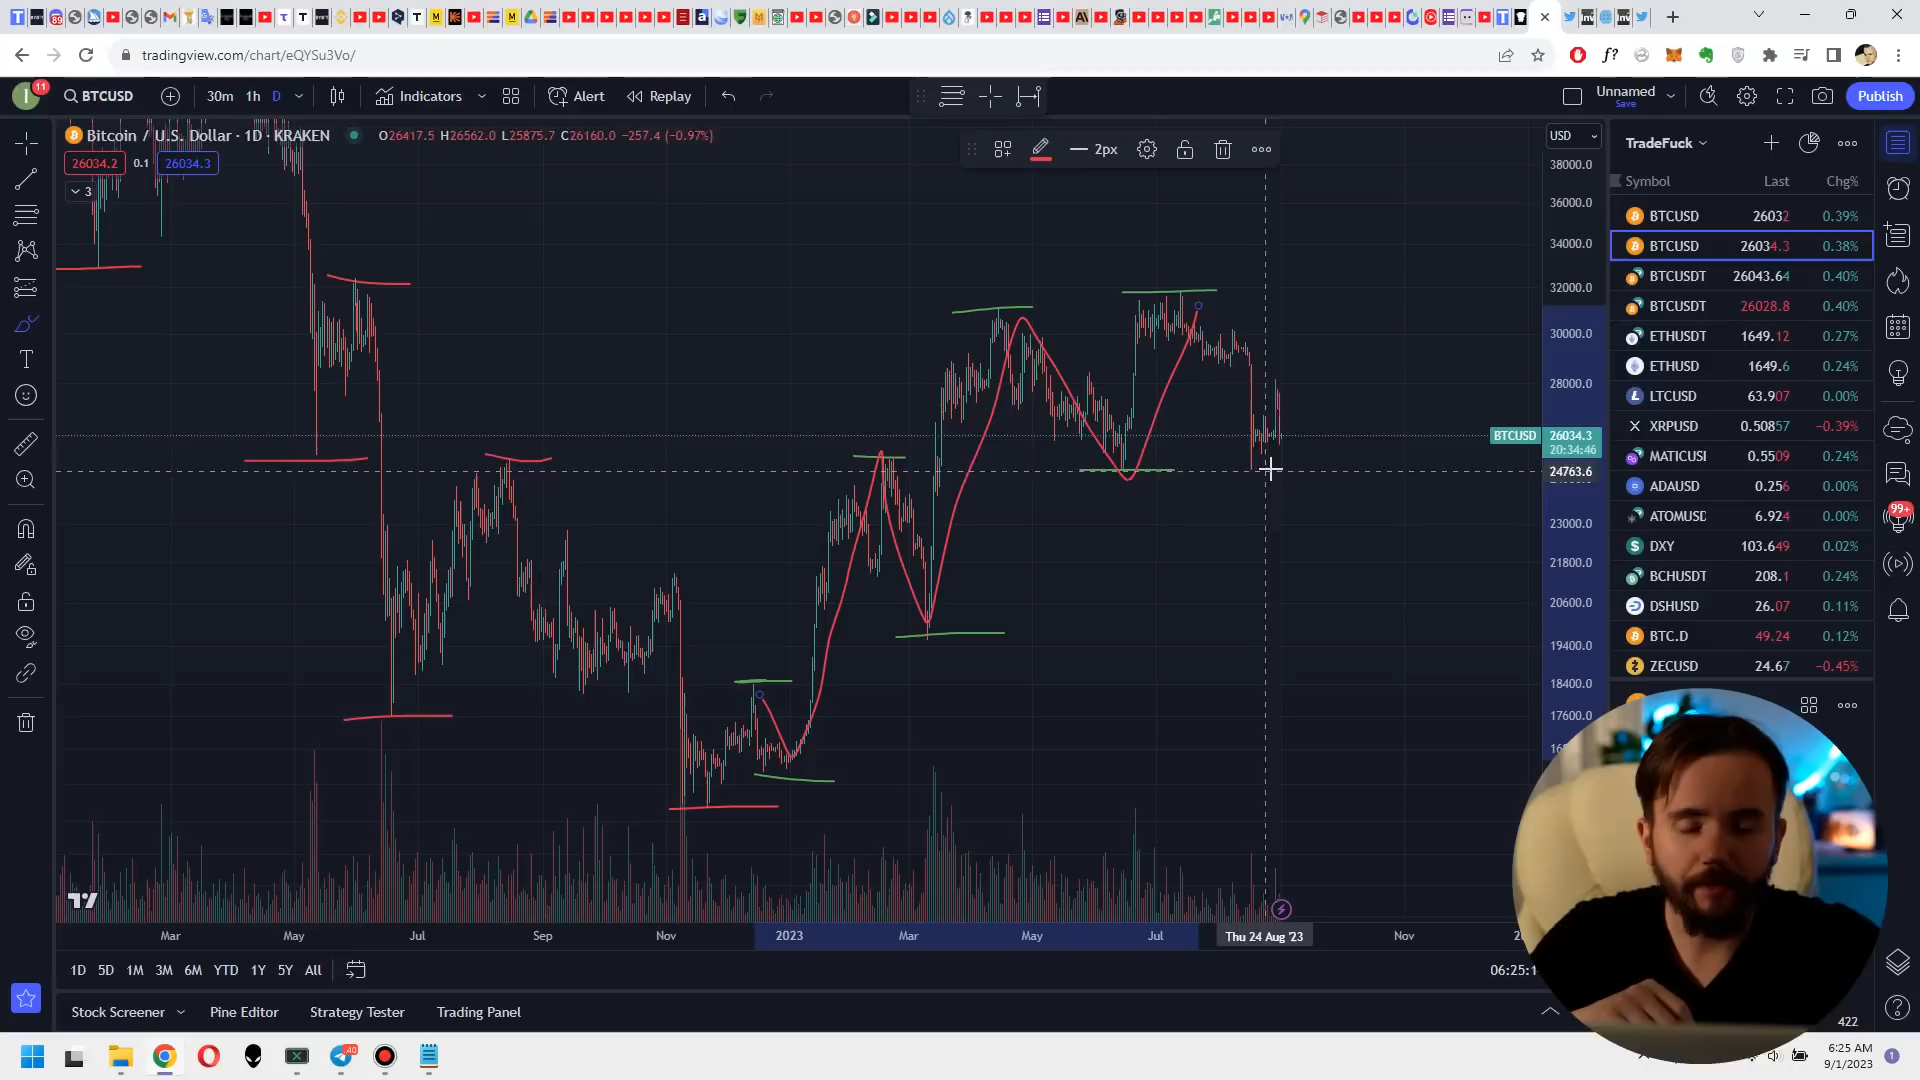 tradingview.com/chart/eQYSu3Vo/
11
BTCUSD
30m 1h D
Indicators
Alert
Replay
Unnamed
Save
Publish
Bitcoin / U.S. Dollar · 1D · KRAKEN
O26417.5 H26562.0 L25875.7 C26160.0 −257.4 (−0.97%)
26034.2 0.1 26034.3
3
2px
USD
38000.0
36000.0
34000.0
32000.0
30000.0
28000.0
BTCUSD 26034.3
20:34:46
24763.6
23000.0
21800.0
20600.0
19400.0
18400.0
17600.0
TradeFuck
Symbol Last Chg%
BTCUSD 26032 0.39%
BTCUSD 26034.3 0.38%
BTCUSDT 26043.64 0.40%
BTCUSDT 26028.8 0.40%
ETHUSDT 1649.12 0.27%
ETHUSD 1649.6 0.24%
LTCUSD 63.907 0.00%
XRPUSD 0.50857 −0.39%
MATICUSI 0.5509 0.24%
ADAUSD 0.256 0.00%
ATOMUSD 6.924 0.00%
DXY 103.649 0.02%
BCHUSDT 208.1 0.24%
DSHUSD 26.07 0.11%
BTC.D 49.24 0.12%
ZECUSD 24.67 −0.45%
99+
Mar May Jul Sep Nov 2023 Mar May Jul Thu 24 Aug '23 Nov
1D 5D 1M 3M 6M YTD 1Y 5Y All
06:25:1
Stock Screener Pine Editor Strategy Tester Trading Panel
422
6:25 AM
9/1/2023
1